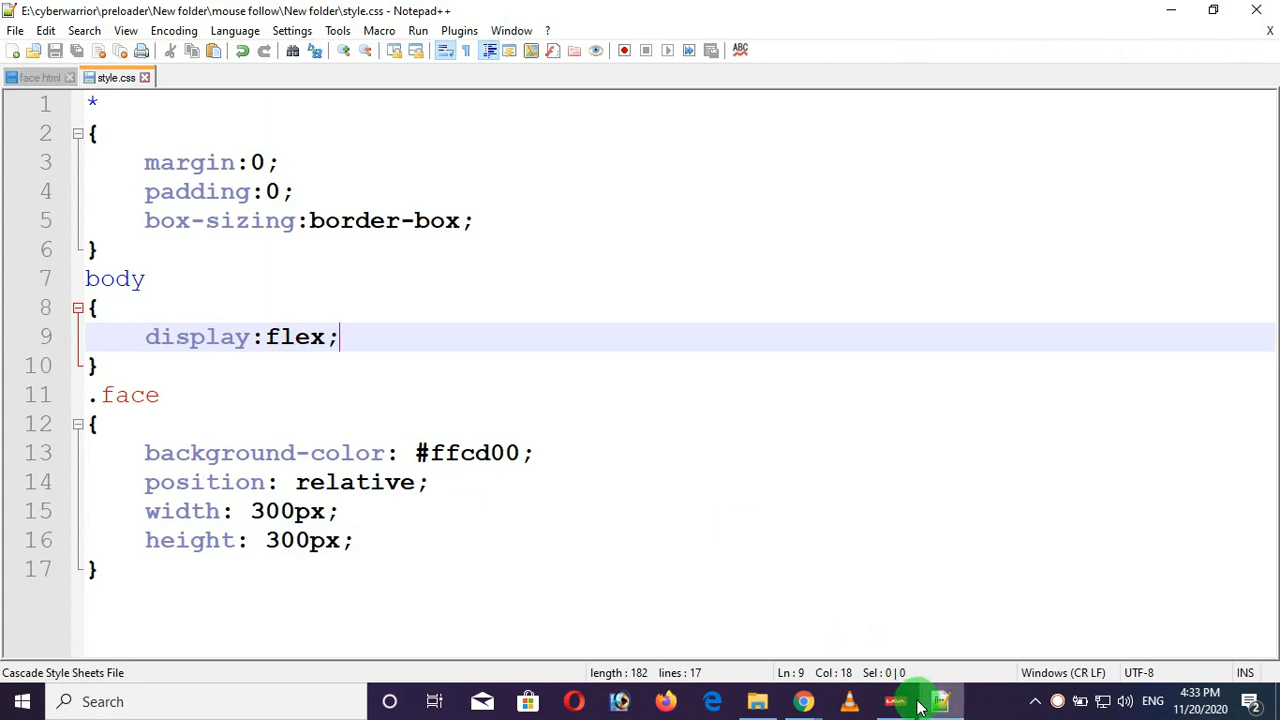 E:\cyberwarrior\preloader\New folder\mouse follow\New folder\style.css - Notepad++
File Edit Search View Encoding Language Settings Tools Macro Run Plugins Window ?
X
ABC
face.html style.css
1 *
2 {
3 margin:0;
4 padding:0;
5 box-sizing:border-box;
6 }
7 body
8 {
9 display:flex;
10 }
11 .face
12 {
13 background-color: #ffcd00;
14 position: relative;
15 width: 300px;
16 height: 300px;
17 }
Cascade Style Sheets File length : 182 lines : 17 Ln : 9 Col : 18 Sel : 0 | 0 Windows (CR LF) UTF-8 INS
Search LAVA ENG 4:33 PM
11/20/2020 2